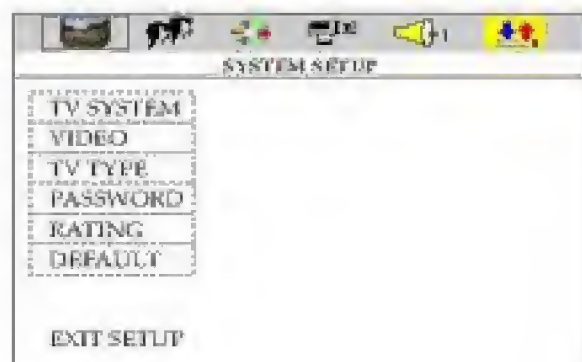 SYSTEM SETUP
TV SYSTEM
VIDEO
TV TYPE
PASSWORD
RATING
DEFAULT
EXIT SETUP